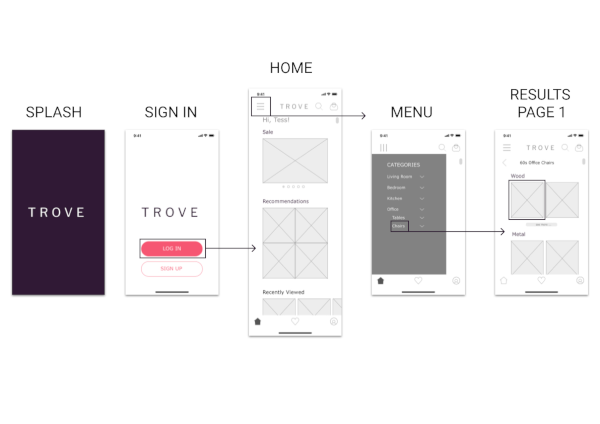 HOME
SPLASH
SIGN IN
MENU
RESULTS
PAGE 1
TROVE
9:41
TROVE
LOG IN
SIGN UP
9:41
TROVE
Hi, Tess!
Sale
Recommendations
Recently Viewed
9:41
CATEGORIES
Living Room
Bedroom
Kitchen
Office
Tables
Chairs
9:41
TROVE
60s Office Chairs
Wood
Metal